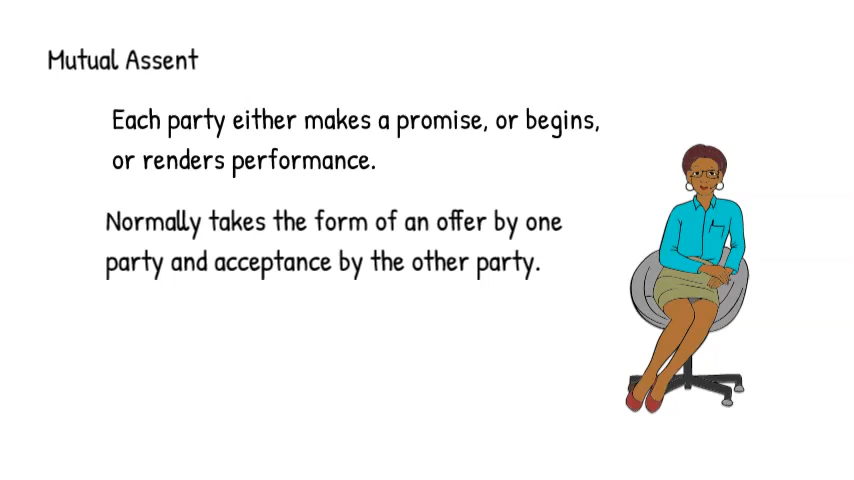 Mutual Assent
Each party either makes a promise, or begins,
or renders performance.
Normally takes the form of an offer by one
party and acceptance by the other party.